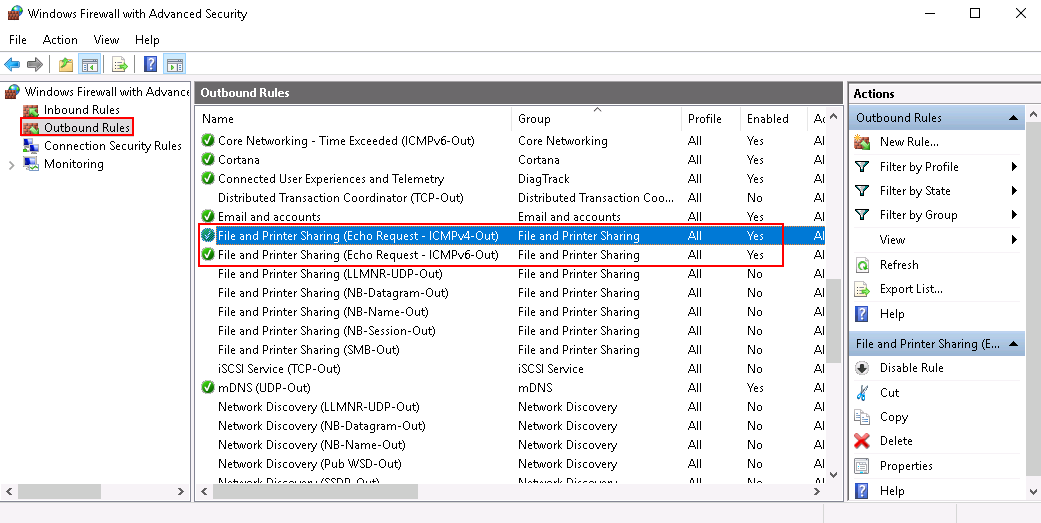 Windows Firewall with Advanced Security
File Action View Help
Windows Firewall with Advance
Inbound Rules
Outbound Rules
Connection Security Rules
Monitoring
Outbound Rules
Name Group Profile Enabled Ac
Core Networking - Time Exceeded (ICMPv6-Out) Core Networking All Yes Al
Cortana Cortana All Yes Al
Connected User Experiences and Telemetry DiagTrack All Yes Al
Distributed Transaction Coordinator (TCP-Out) Distributed Transaction Coo... All No Al
Email and accounts Email and accounts All Yes Al
File and Printer Sharing (Echo Request - ICMPv4-Out) File and Printer Sharing All Yes Al
File and Printer Sharing (Echo Request - ICMPv6-Out) File and Printer Sharing All Yes Al
File and Printer Sharing (LLMNR-UDP-Out) File and Printer Sharing All No Al
File and Printer Sharing (NB-Datagram-Out) File and Printer Sharing All No Al
File and Printer Sharing (NB-Name-Out) File and Printer Sharing All No Al
File and Printer Sharing (NB-Session-Out) File and Printer Sharing All No Al
File and Printer Sharing (SMB-Out) File and Printer Sharing All No Al
iSCSI Service (TCP-Out) iSCSI Service All No Al
mDNS (UDP-Out) mDNS All Yes Al
Network Discovery (LLMNR-UDP-Out) Network Discovery All No Al
Network Discovery (NB-Datagram-Out) Network Discovery All No Al
Network Discovery (NB-Name-Out) Network Discovery All No Al
Network Discovery (Pub WSD-Out) Network Discovery All No Al
Network Discovery (SSDP-Out) Network Discovery All No Al
Actions
Outbound Rules
New Rule...
Filter by Profile
Filter by State
Filter by Group
View
Refresh
Export List...
Help
File and Printer Sharing (E...
Disable Rule
Cut
Copy
Delete
Properties
Help